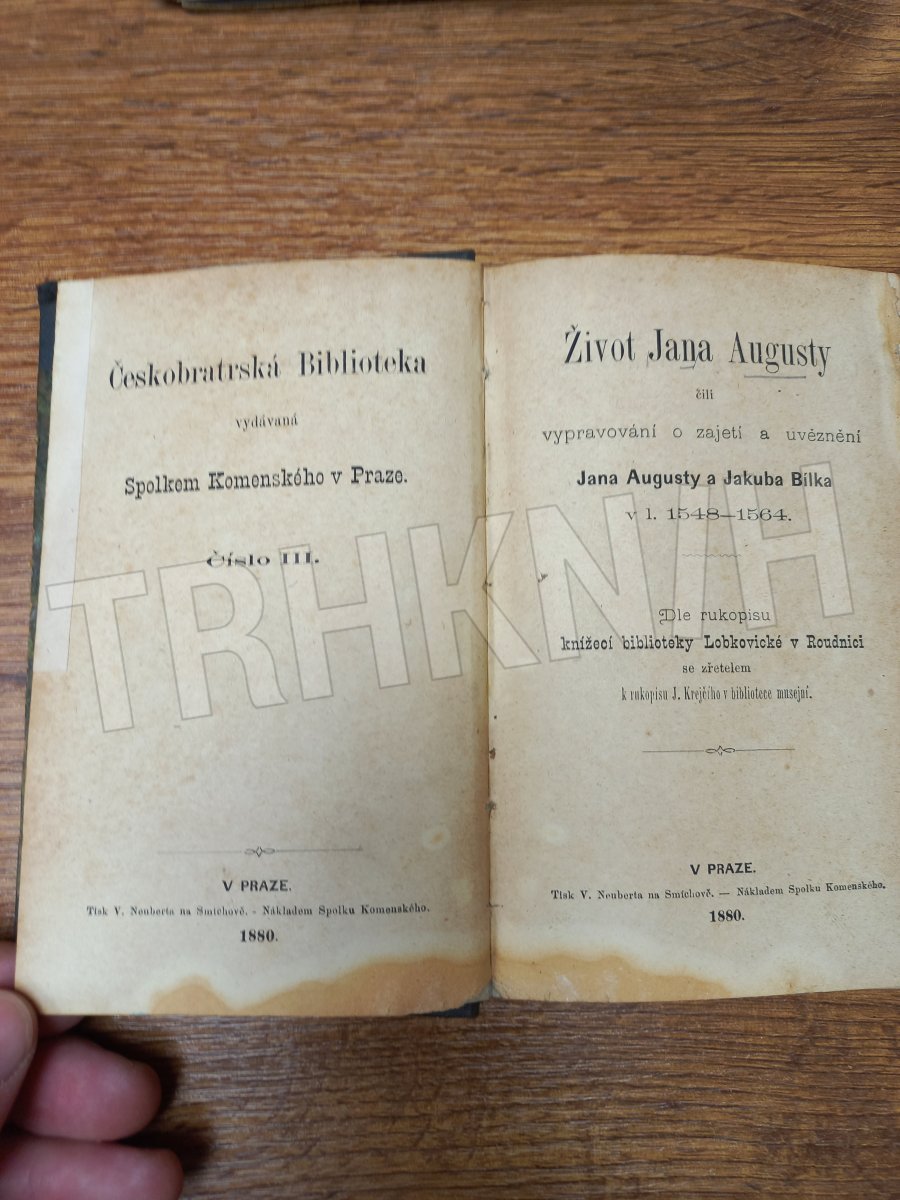 Českobratrská Biblioteka
vydávaná
Spolkem Komenského v Praze.
Číslo III.
V PRAZE.
Tisk V. Neuberta na Smíchově. - Nákladem Spolku Komenského.
1880.
Život Jana Augusty
čili
vypravování o zajetí a uvěznění
Jana Augusty a Jakuba Bílka
v l. 1548—1564.
Dle rukopisu
knížecí biblioteky Lobkovické v Roudnici
se zřetelem
k rukopisu J. Krejčího v bibliotece musejní.
V PRAZE.
Tisk V. Neuberta na Smíchově. — Nákladem Spolku Komenského.
1880.
TRHKNIH